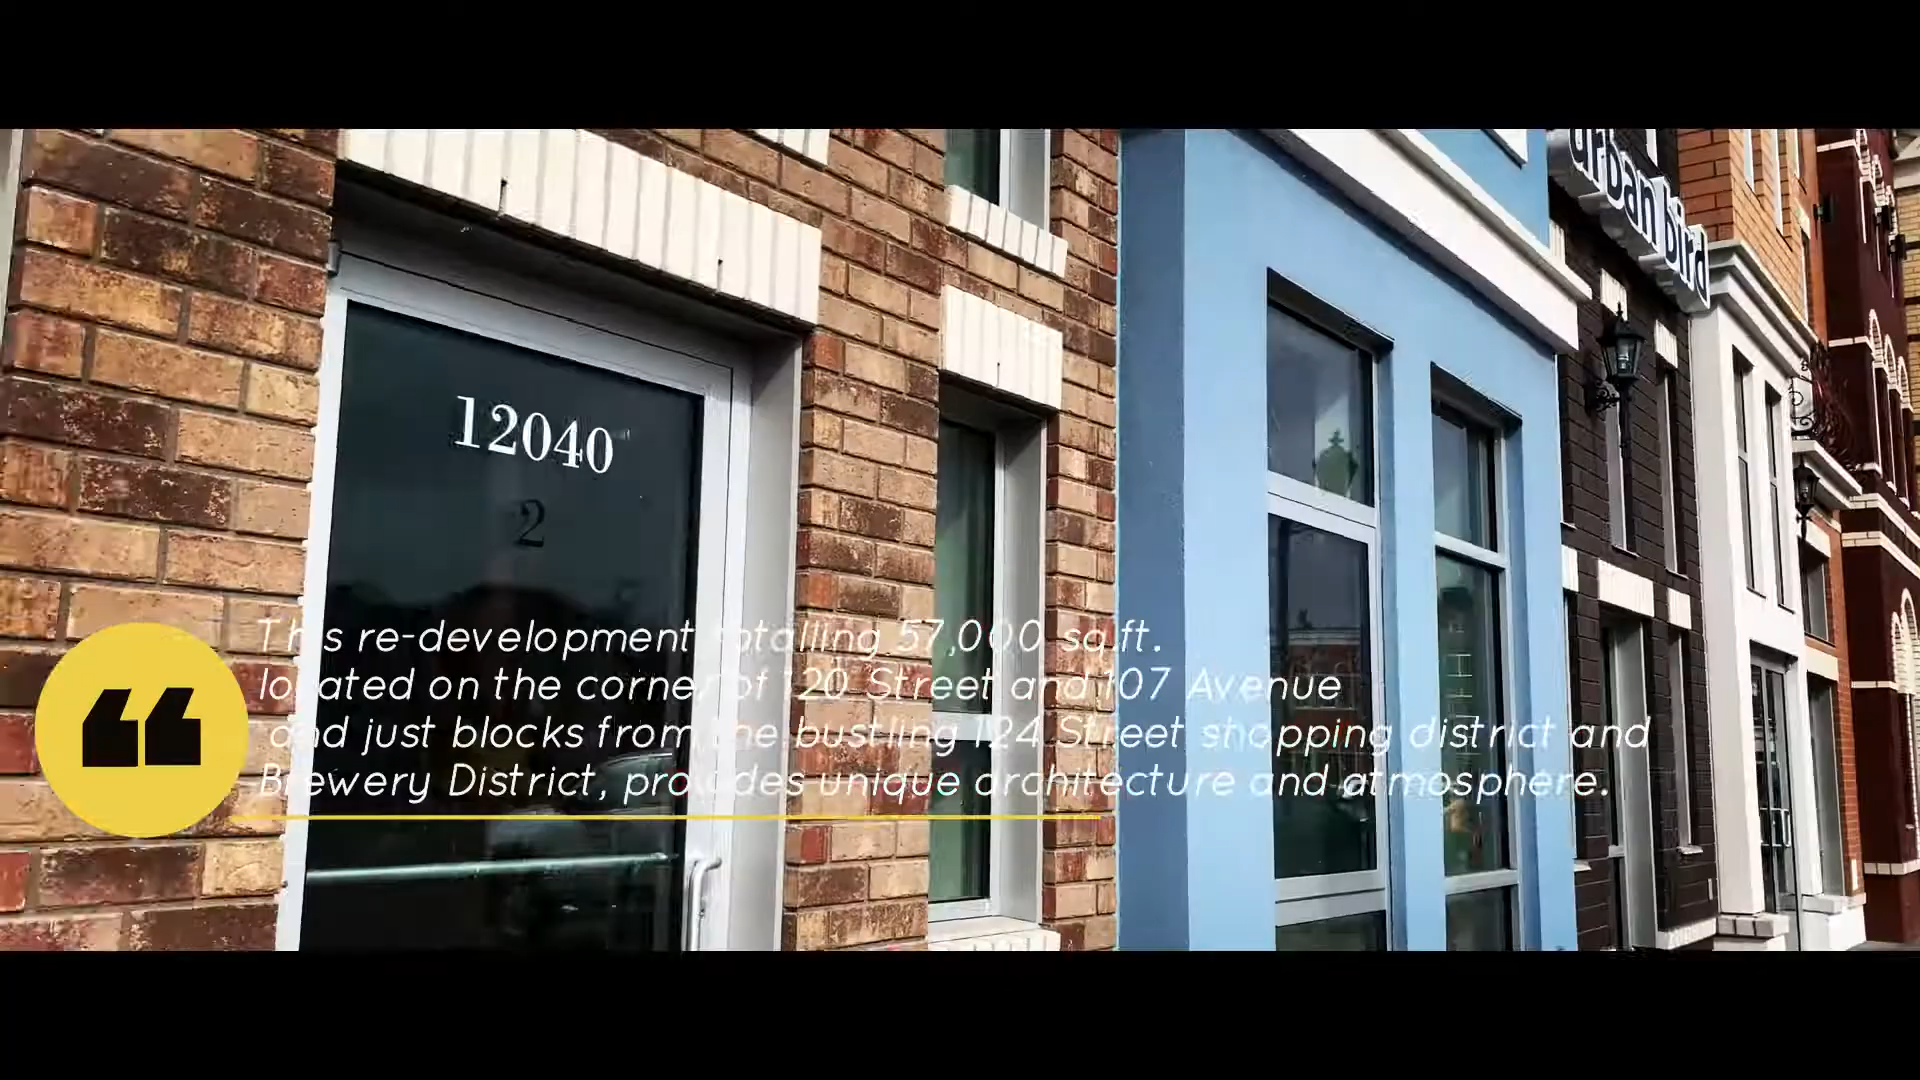 urban bird
12040
2
This re-development totalling 57,000 sq.ft.
located on the corner of 120 Street and 107 Avenue
and just blocks from the bustling 124 Street shopping district and
Brewery District, provides unique architecture and atmosphere.